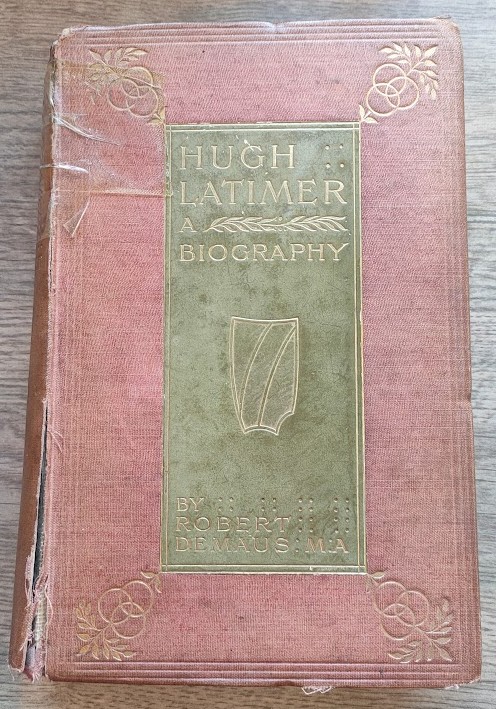 HUGH
LATIMER
A
BIOGRAPHY
BY
ROBERT
DEMAUS: M.A